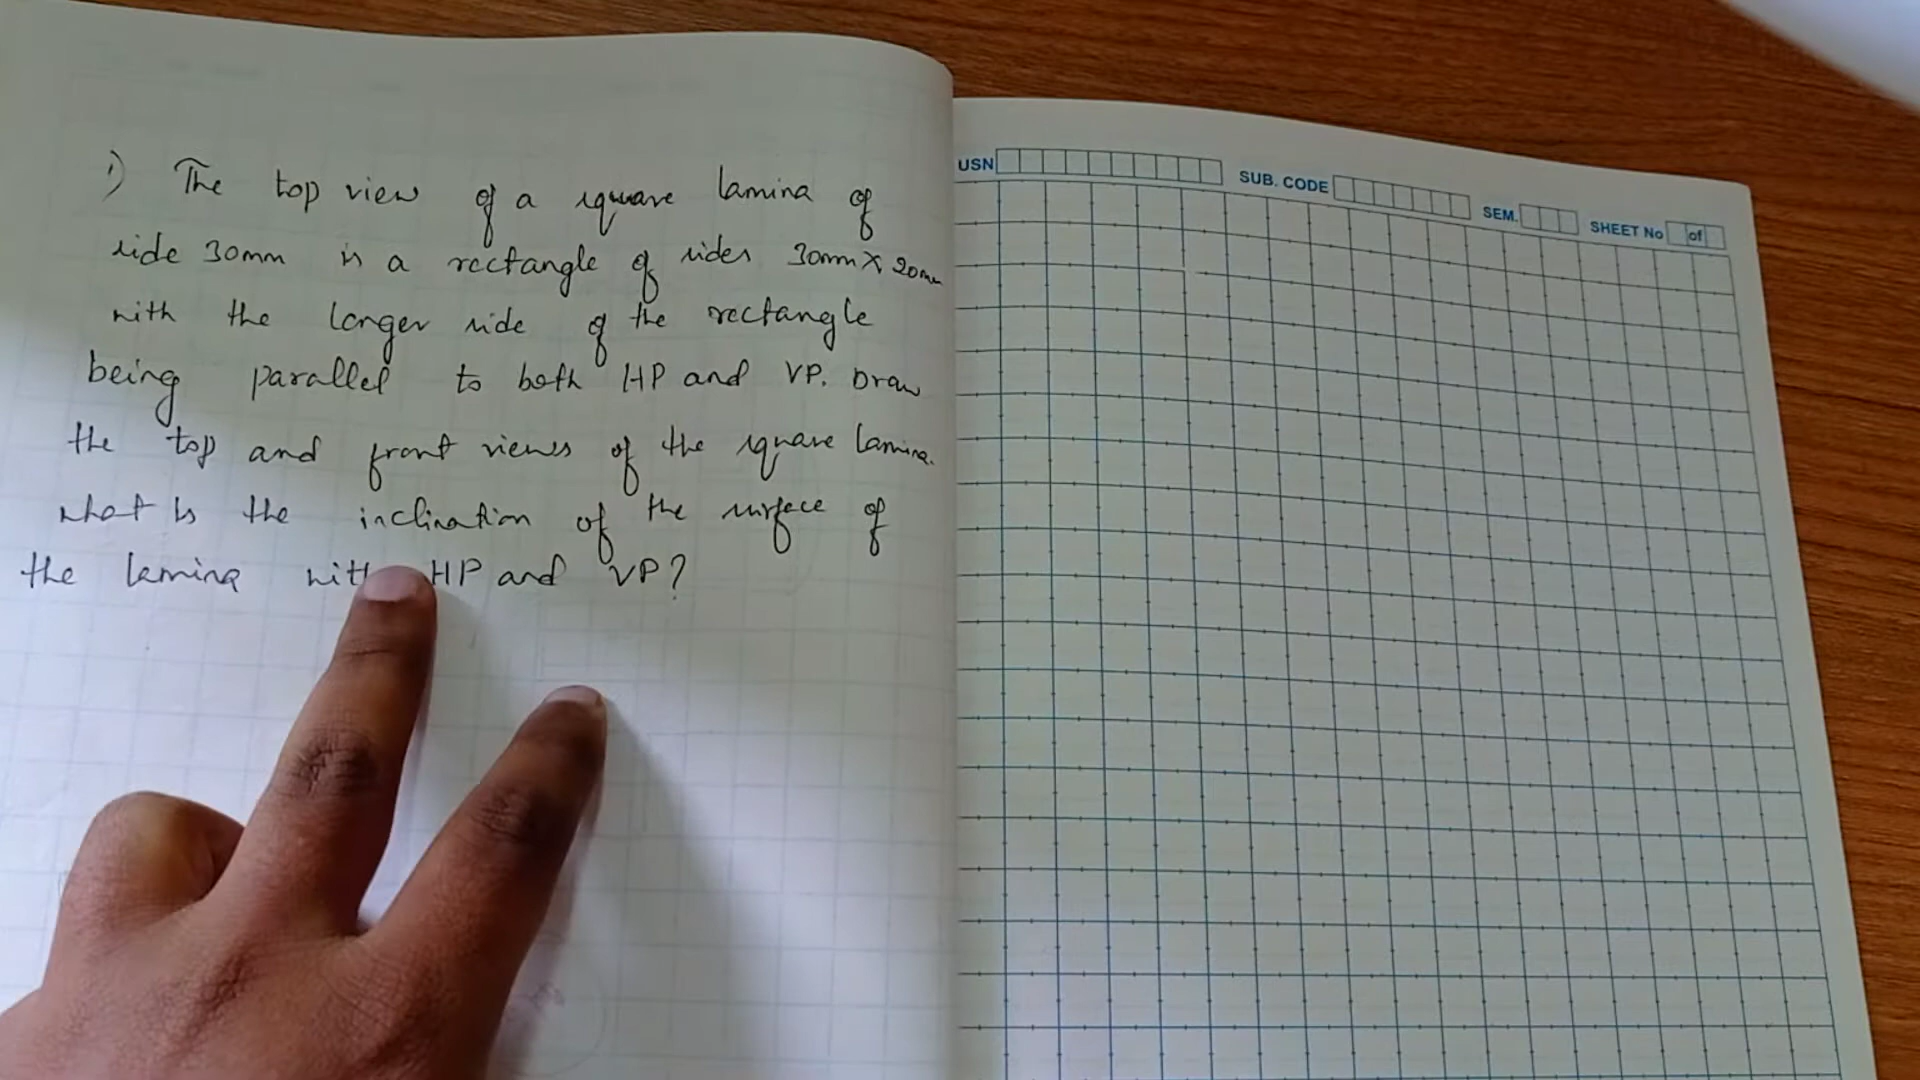 1) The top view of a square lamina of
side 30mm is a rectangle of sides 30mm X 20mm
with the longer side of the rectangle
being parallel to both HP and VP. Draw
the top and front views of the square lamina.
what is the inclination of the surface of
the lamina with HP and VP?
USN SUB. CODE SEM. SHEET No of